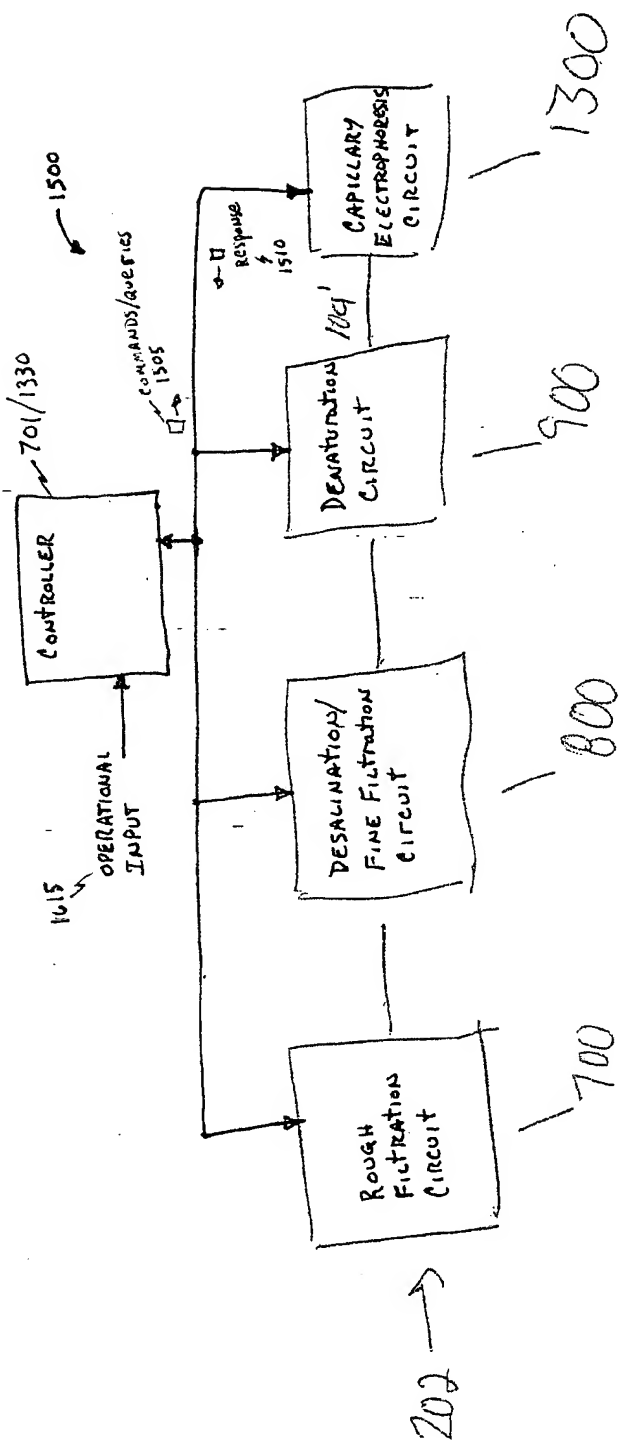 1500
COMMANDS/queries
1505
Response
1510
701/1330
CONTROLLER
1615
OPERATIONAL
INPUT
ROUGH
FILTRATION
CIRCUIT
DESALINATION/
FINE FILTRATION
CIRCUIT
DENATURATION
CIRCUIT
CAPILLARY
ELECTROPHORESIS
CIRCUIT
202
700
800
900
1300